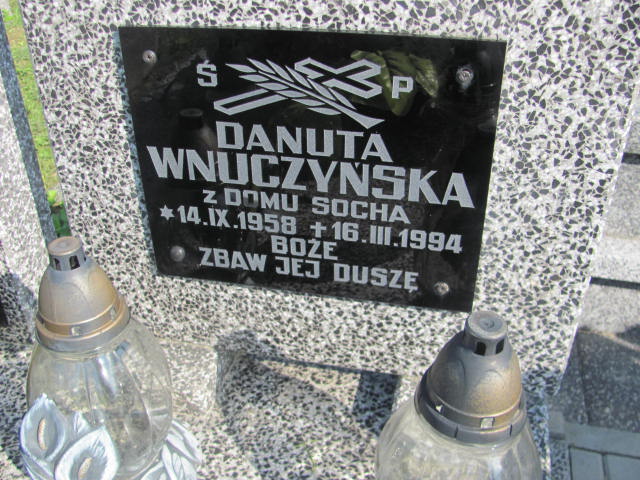 Ś P
DANUTA
WNUCZYŃSKA
Z DOMU SOCHA
*14.IX.1958 +16.III.1994
BOŻE
ZBAW JEJ DUSZĘ